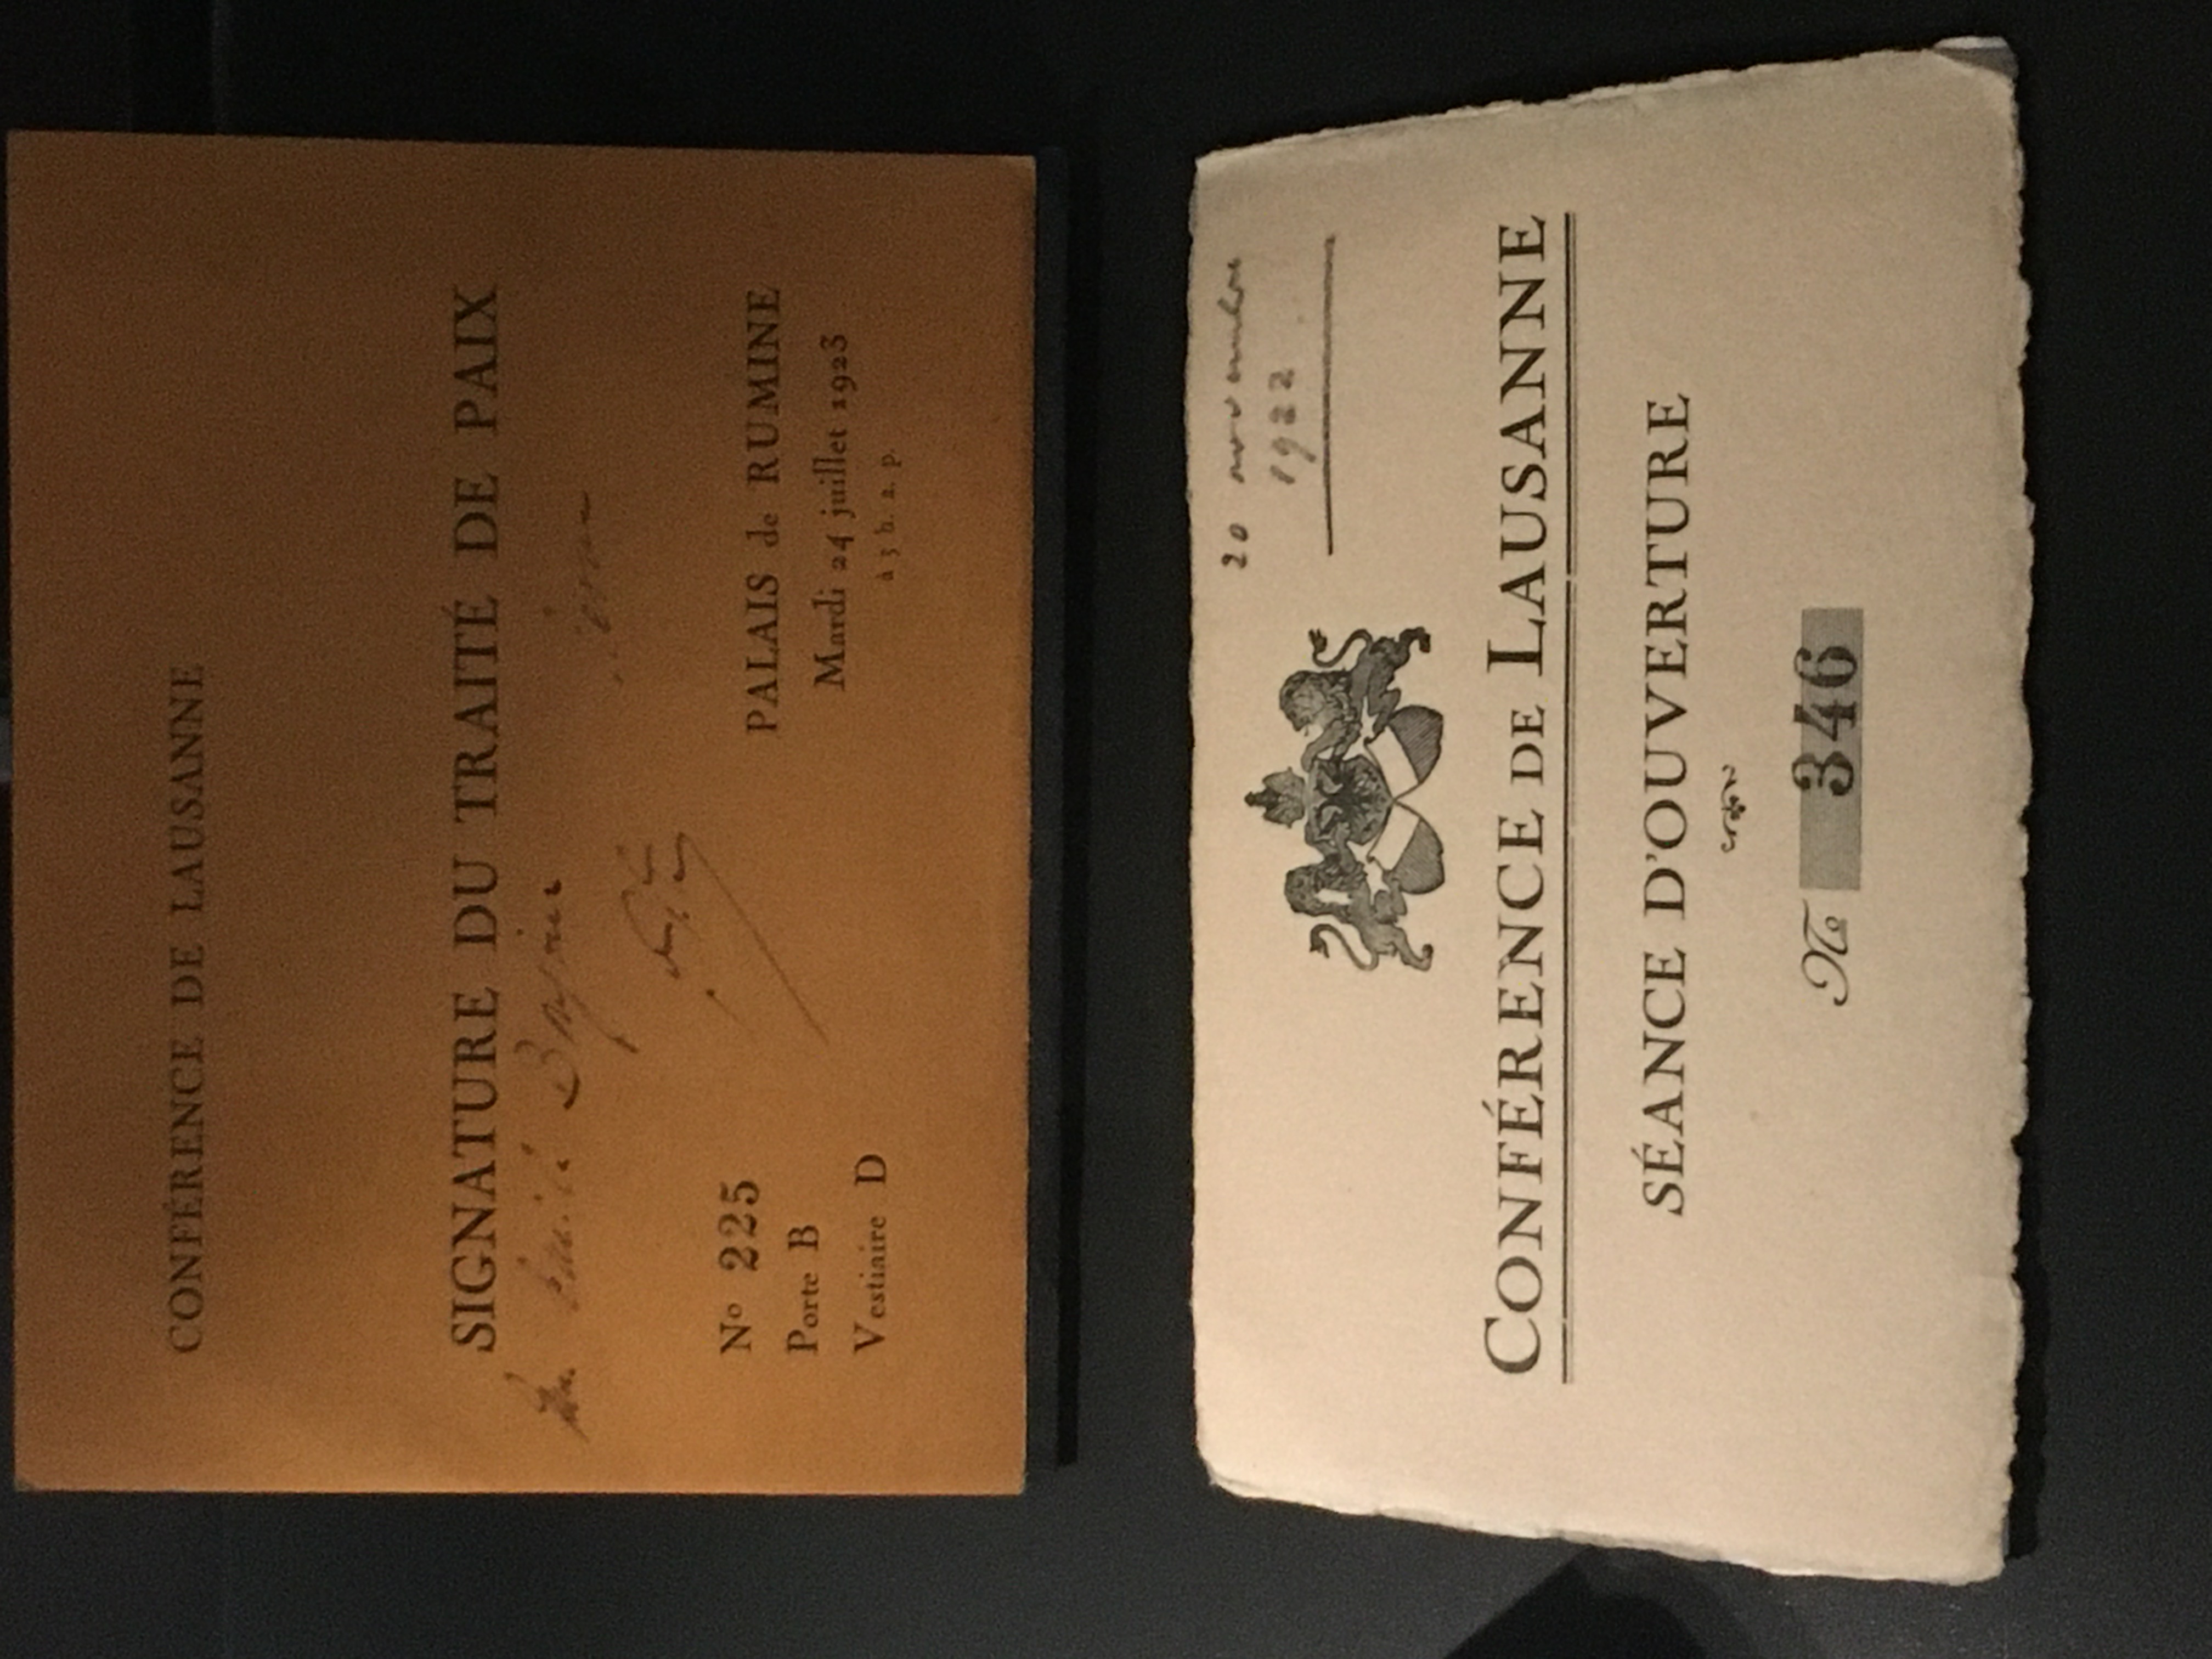 CONFÉRENCE DE LAUSANNE
SIGNATURE DU TRAITÉ DE PAIX
Nº 225
Porte B
Vestiaire D
PALAIS de RUMINE
Mardi 24 juillet 1923
à 3 h. a. p.
20 novembre
1922
CONFÉRENCE DE LAUSANNE
SÉANCE D'OUVERTURE
No 346